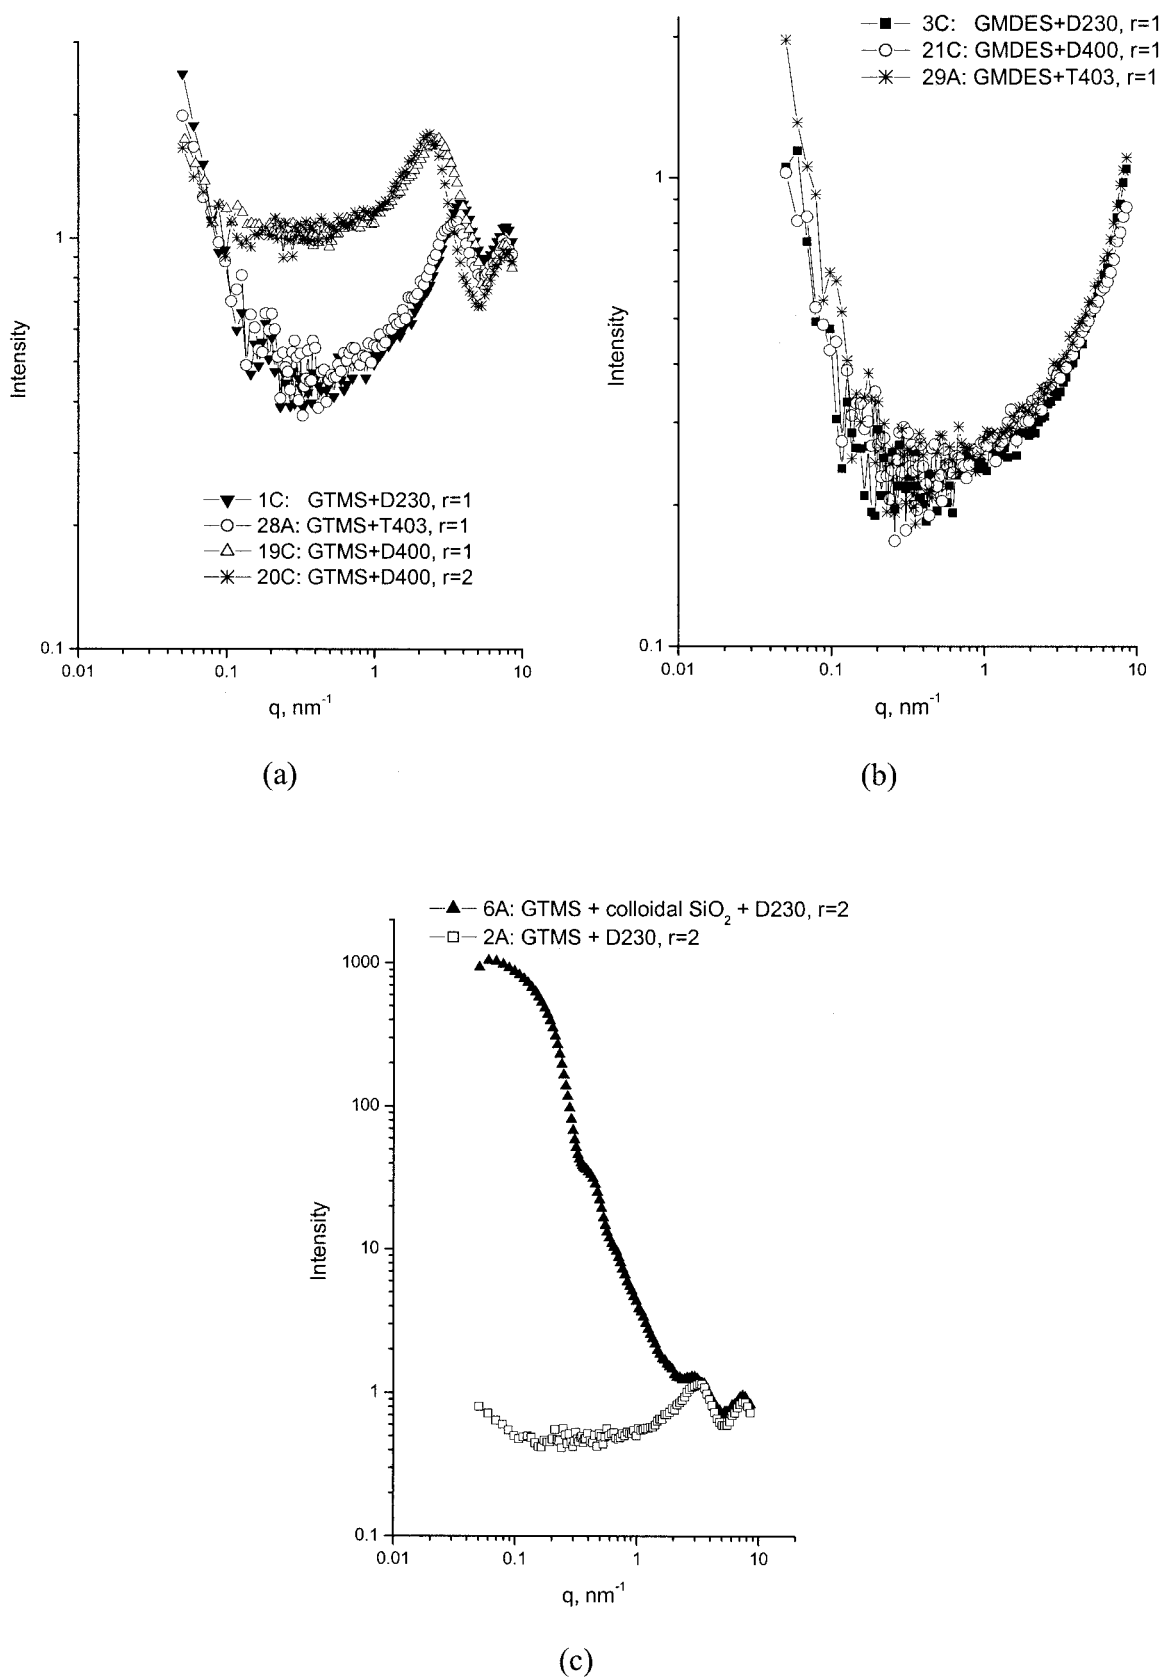 1
0.1
0.01
0.1
1
10
Intensity
q, nm⁻¹
1C: GTMS+D230, r=1
28A: GTMS+T403, r=1
19C: GTMS+D400, r=1
20C: GTMS+D400, r=2
(a)
3C: GMDES+D230, r=1
21C: GMDES+D400, r=1
29A: GMDES+T403, r=1
1
0.1
0.01
0.1
1
10
Intensity
q, nm⁻¹
(b)
6A: GTMS + colloidal SiO₂ + D230, r=2
2A: GTMS + D230, r=2
1000
100
10
1
0.1
0.01
0.1
1
10
Intensity
q, nm⁻¹
(c)